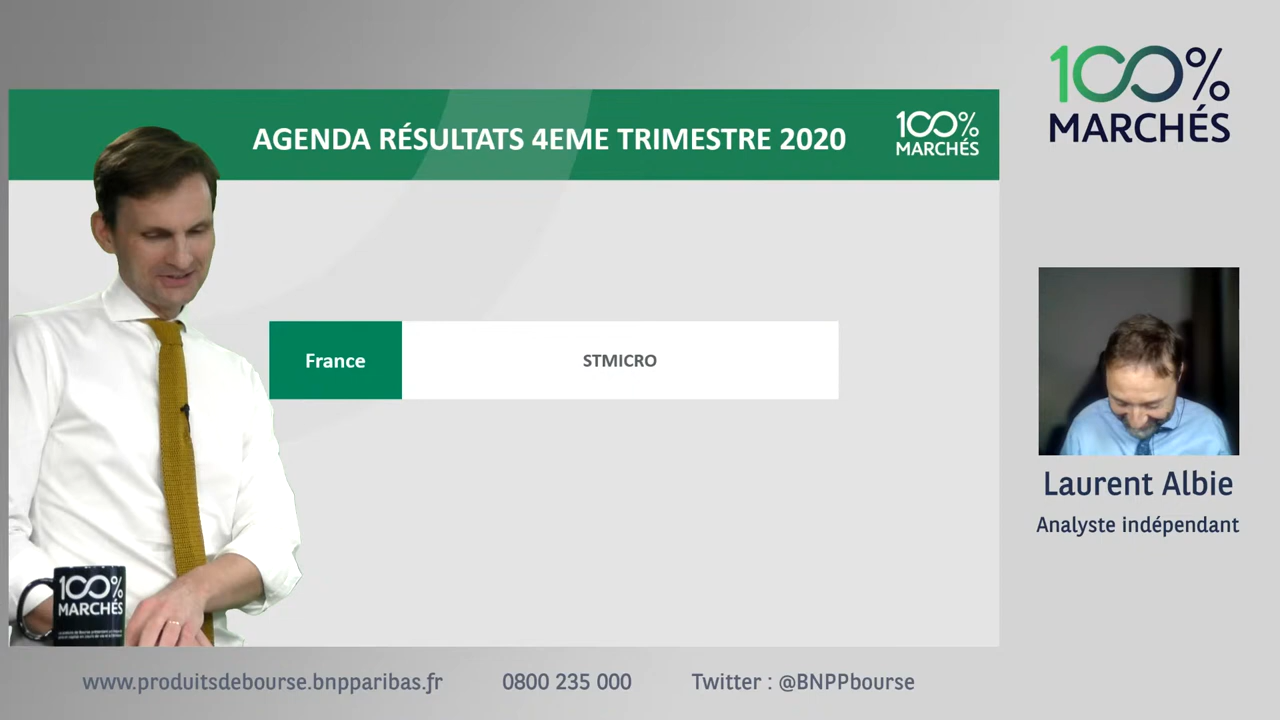 AGENDA RÉSULTATS 4EME TRIMESTRE 2020
100%
MARCHÉS
100%
MARCHÉS
France
STMICRO
Laurent Albie
Analyste indépendant
100%
MARCHÉS
www.produitsdebourse.bnpparibas.fr
0800 235 000
Twitter : @BNPPbourse